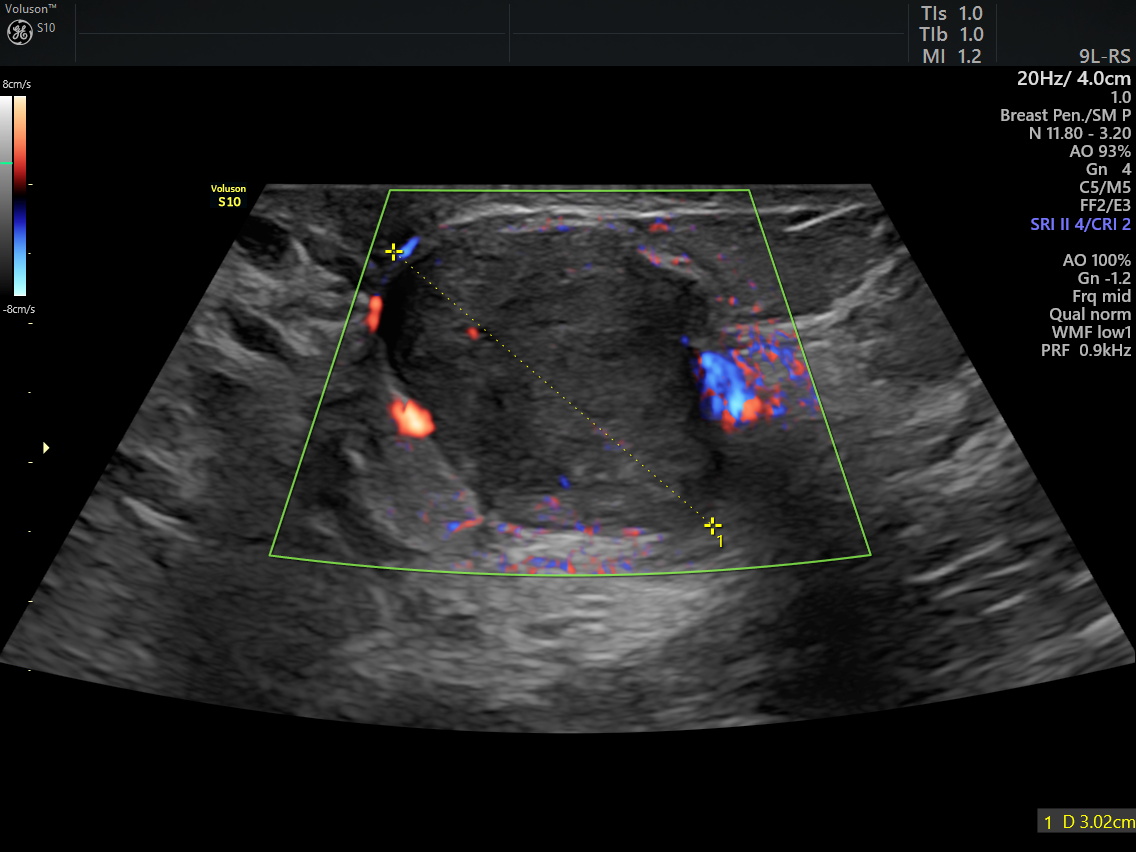 Voluson™
S10
TIs 1.0
TIb 1.0
MI 1.2
9L-RS
20Hz/ 4.0cm
1.0
Breast Pen./SM P
N 11.80 - 3.20
AO 93%
Gn 4
C5/M5
FF2/E3
SRI II 4/CRI 2
AO 100%
Gn -1.2
Frq mid
Qual norm
WMF low1
PRF 0.9kHz
8cm/s
-8cm/s
Voluson
S10
1
1 D 3.02cm